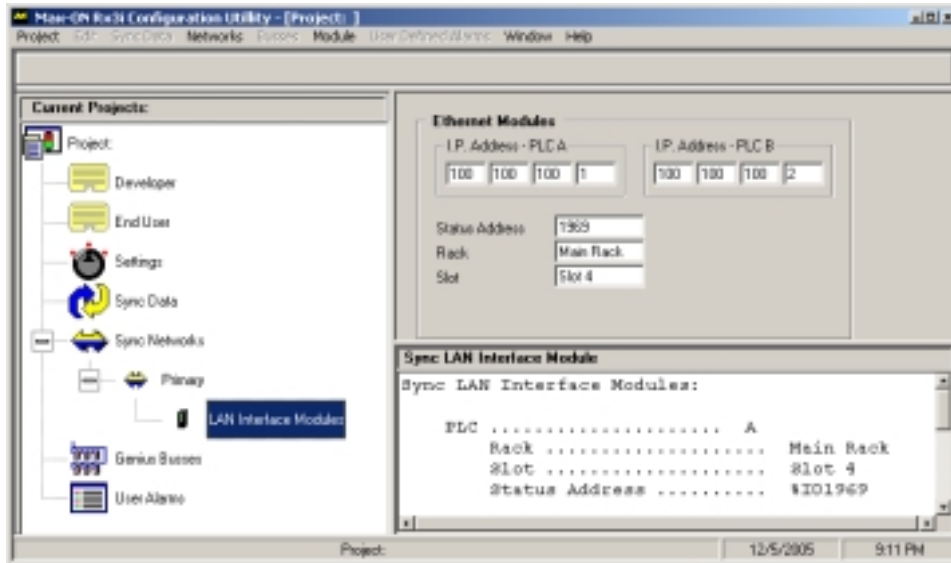 Max-ON Rx3i Configuration Utility - [Project: ]
Project Edit Sync Data Networks Busses Module User Defined Alarms Window Help
Current Projects:
Project:
Developer
End User
Settings
Sync Data
Sync Networks
Primary
LAN Interface Modules
Genius Busses
User Alarms
Ethernet Modules
I.P. Address - PLC A
100 100 100 1
I.P. Address - PLC B
100 100 100 2
Status Address 1969
Rack Main Rack
Slot Slot 4
Sync LAN Interface Module
Sync LAN Interface Modules:
PLC ..................... A
Rack .................... Main Rack
Slot .................... Slot 4
Status Address .......... %I01969
Project:
12/5/2005
9:11 PM